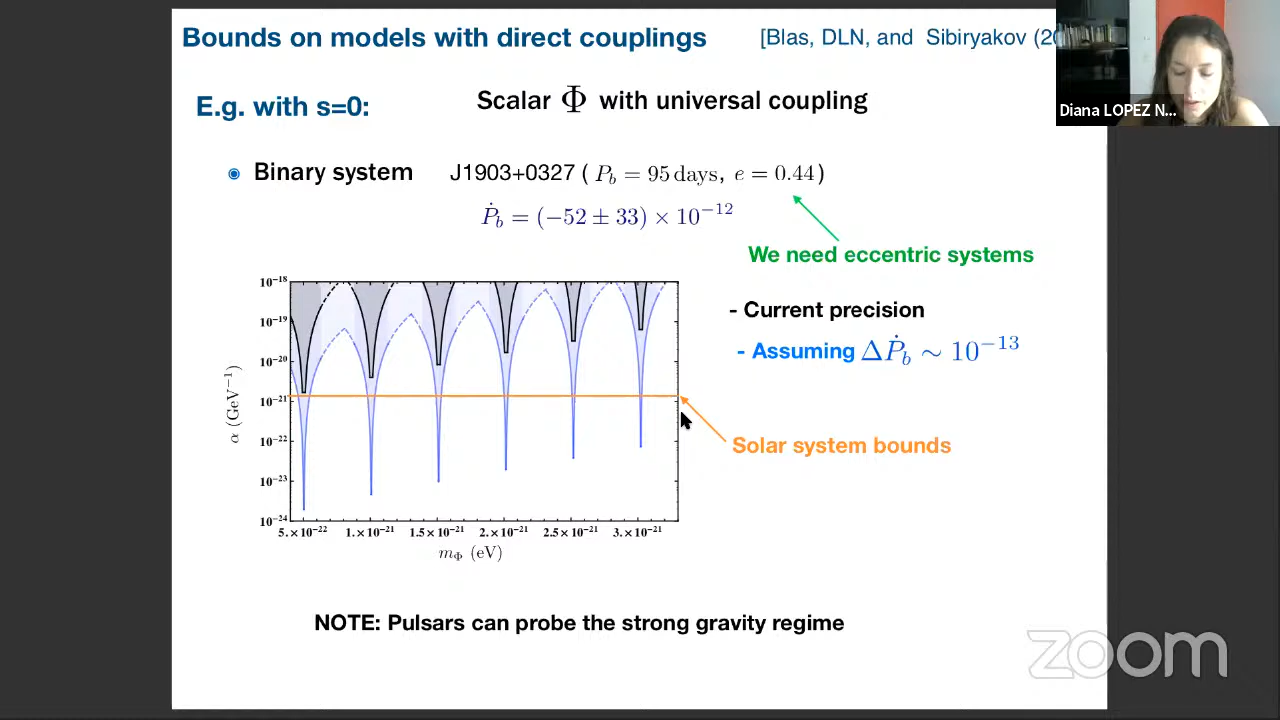 Bounds on models with direct couplings
[Blas, DLN, and Sibiryakov (20
Diana LOPEZ N...
E.g. with s=0:
Scalar Φ with universal coupling
Binary system J1903+0327 ( P_b = 95 days, e = 0.44 )
Ṗ_b = (−52 ± 33) × 10^−12
We need eccentric systems
- Current precision
- Assuming ΔṖ_b ∼ 10^−13
Solar system bounds
α (GeV^−1)
10^-18
10^-19
10^-20
10^-21
10^-22
10^-23
10^-24
5.×10^-22 1.×10^-21 1.5×10^-21 2.×10^-21 2.5×10^-21 3.×10^-21
m_Φ (eV)
NOTE: Pulsars can probe the strong gravity regime
zoom